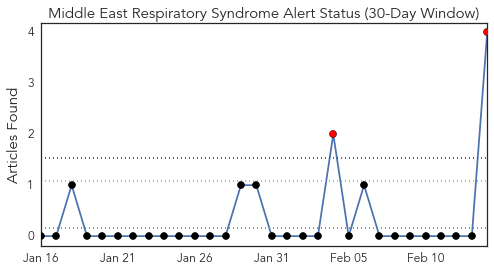 Middle East Respiratory Syndrome Alert Status (30-Day Window)
Articles Found
4
3
2
1
0
Jan 16 Jan 21 Jan 26 Jan 31 Feb 05 Feb 10